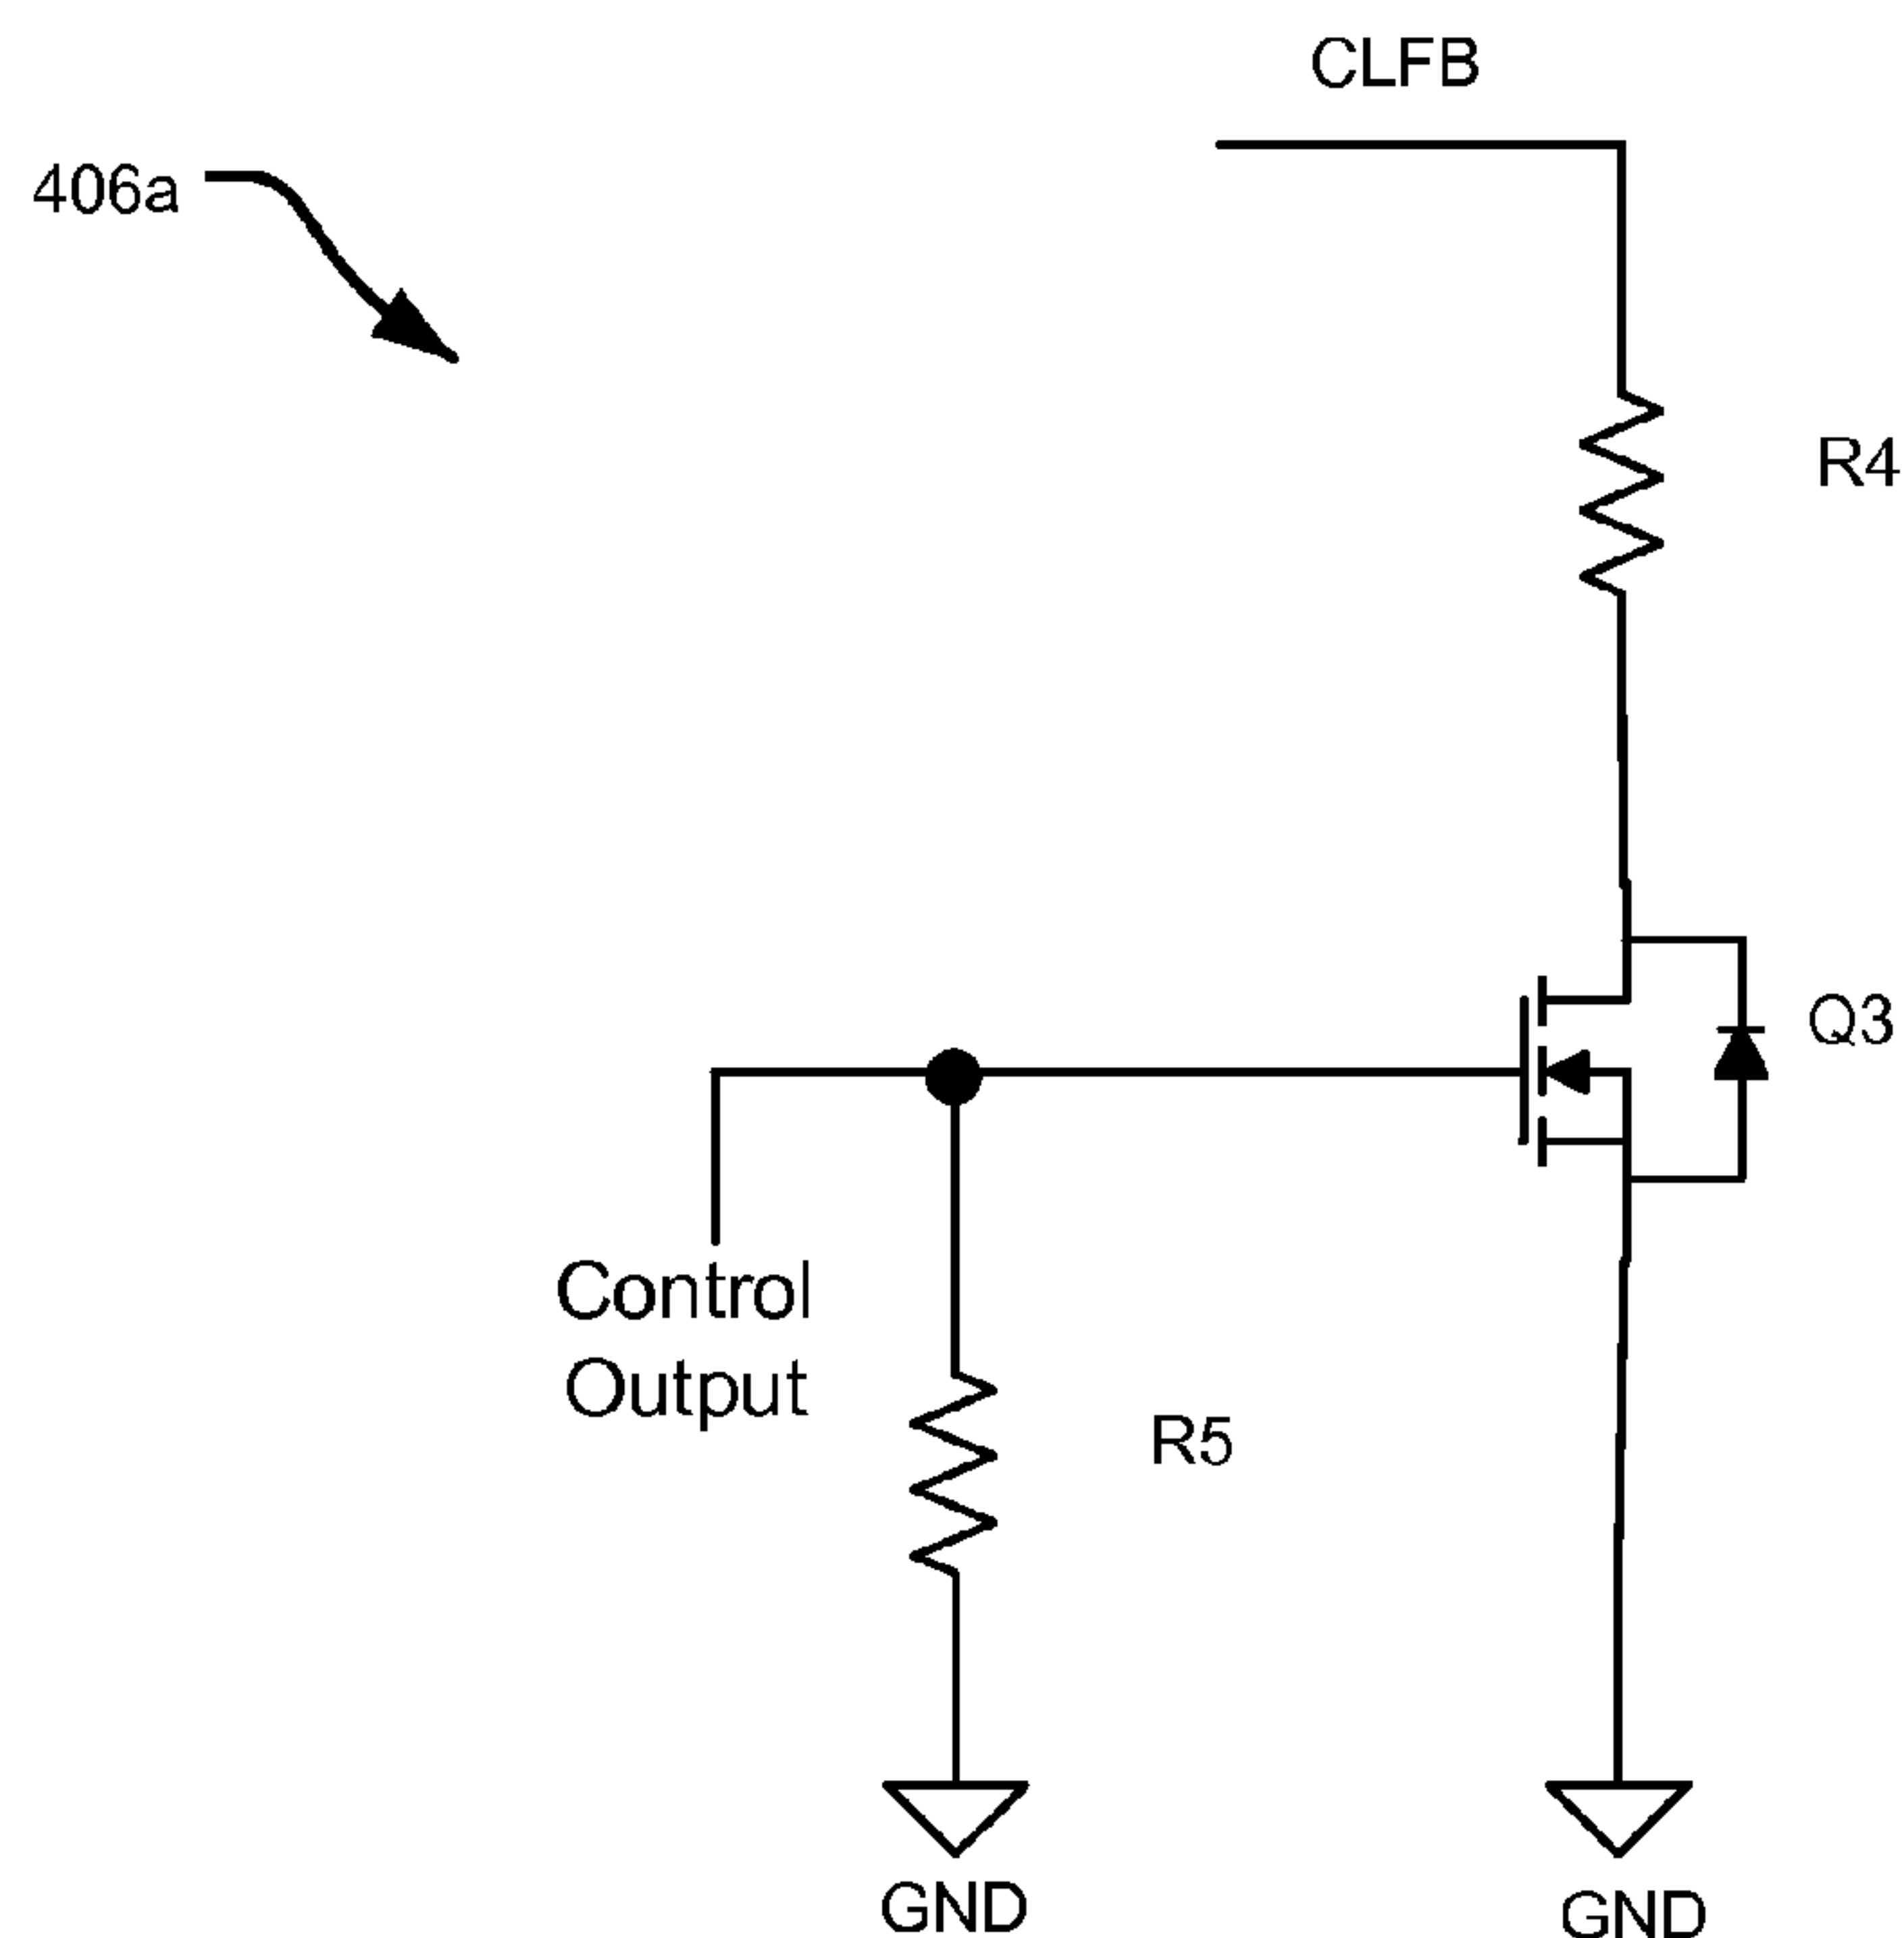 CLFB
406a
R4
Q3
Control
Output
R5
GND
GND